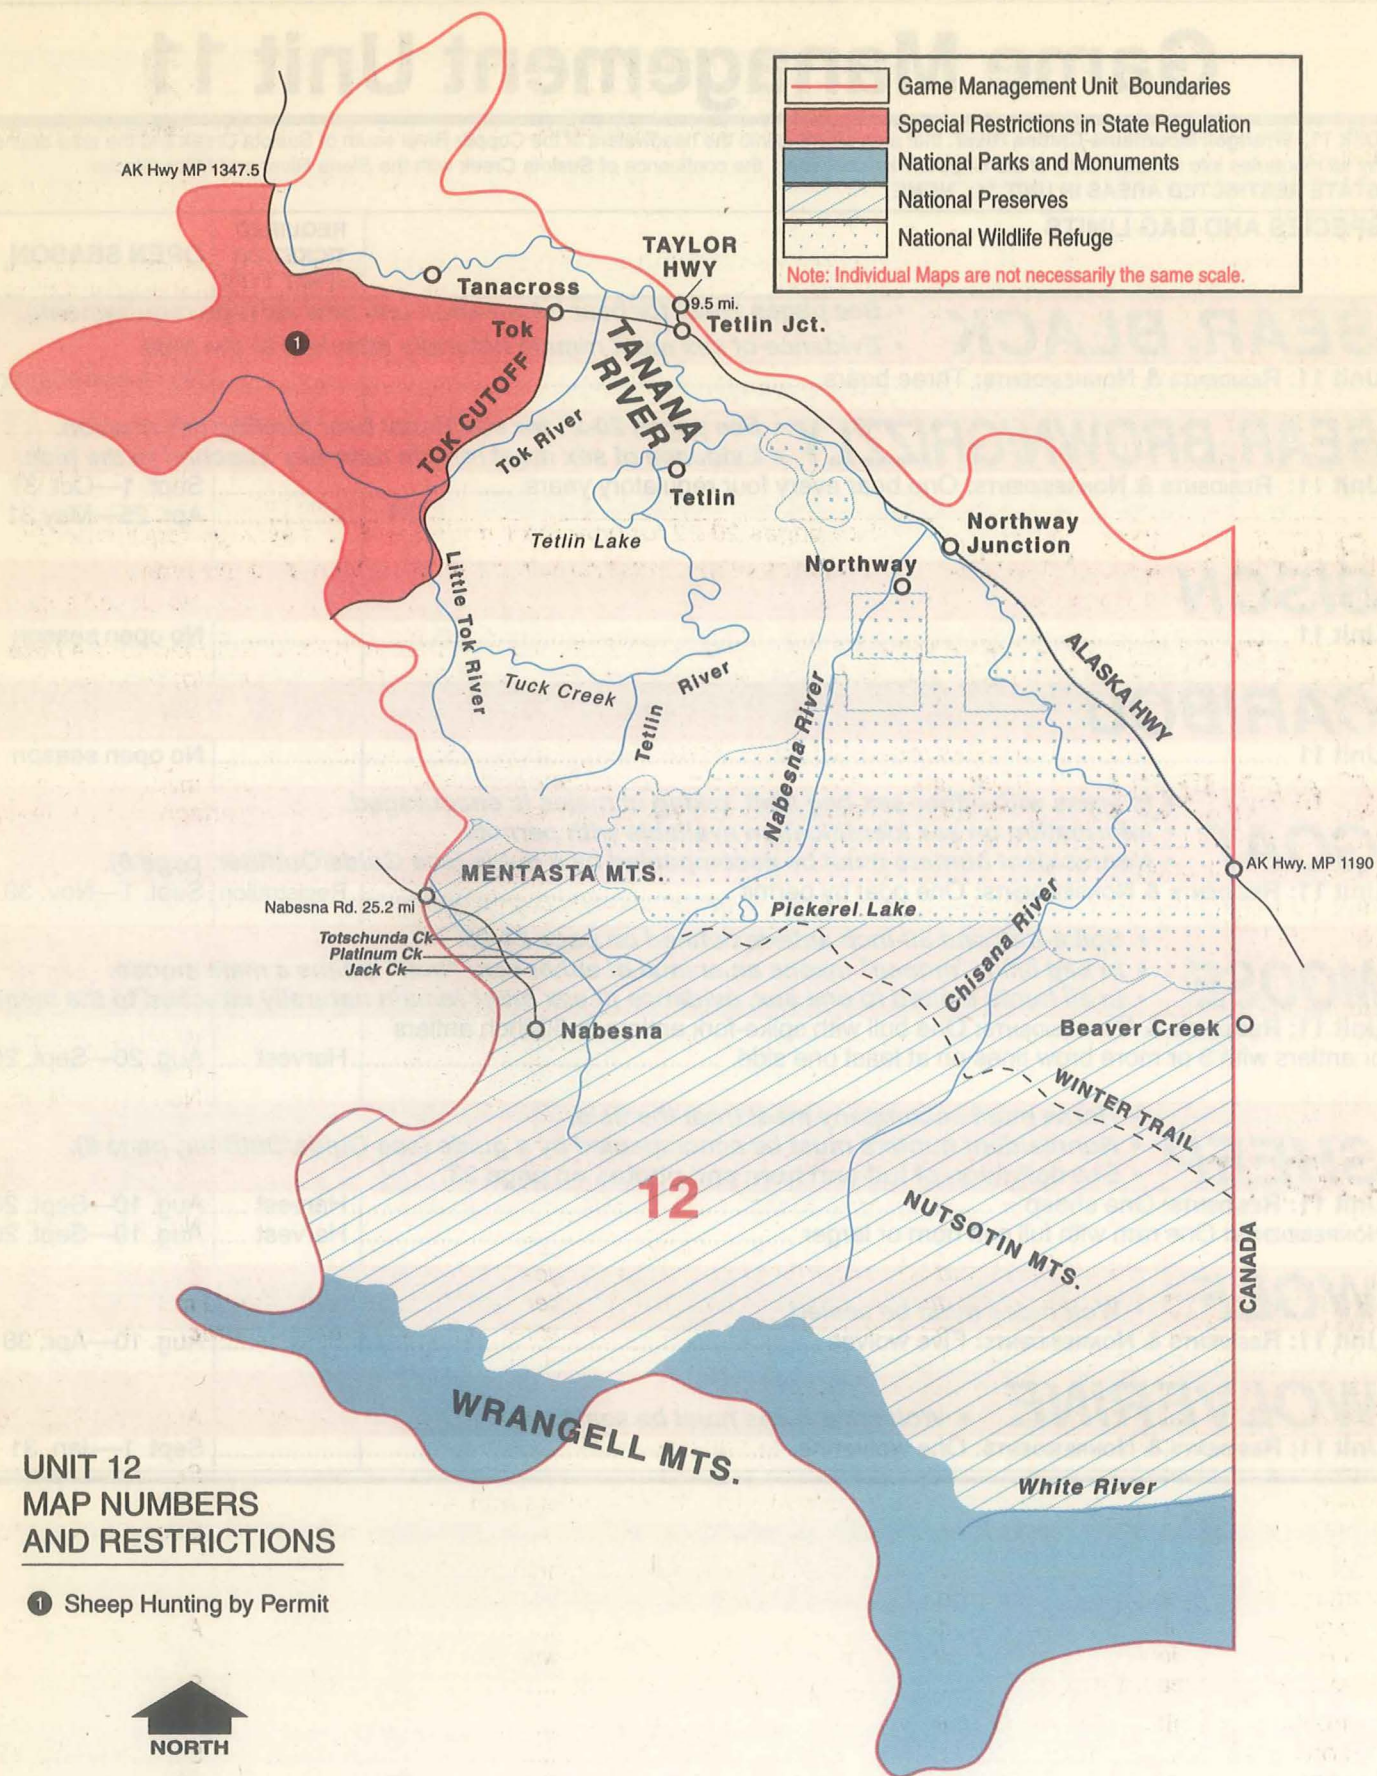 Game Management Unit Boundaries
Special Restrictions in State Regulation
National Parks and Monuments
National Preserves
National Wildlife Refuge
Note: Individual Maps are not necessarily the same scale.
AK Hwy MP 1347.5
TAYLOR
HWY
9.5 mi.
Tanacross
Tok
Tetlin Jct.
1
TANANA
RIVER
TOK CUTOFF
Tok River
Tetlin
Tetlin Lake
Northway
Junction
Northway
Little Tok River
Tuck Creek
Tetlin
River
ALASKA HWY
Nabesna River
MENTASTA MTS.
AK Hwy. MP 1190
Nabesna Rd. 25.2 mi
Pickerel Lake
Totschunda Ck
Platinum Ck
Jack Ck
Chisana River
Nabesna
Beaver Creek
WINTER TRAIL
12
NUTSOTIN MTS.
CANADA
WRANGELL MTS.
White River
UNIT 12
MAP NUMBERS
AND RESTRICTIONS
1 Sheep Hunting by Permit
NORTH